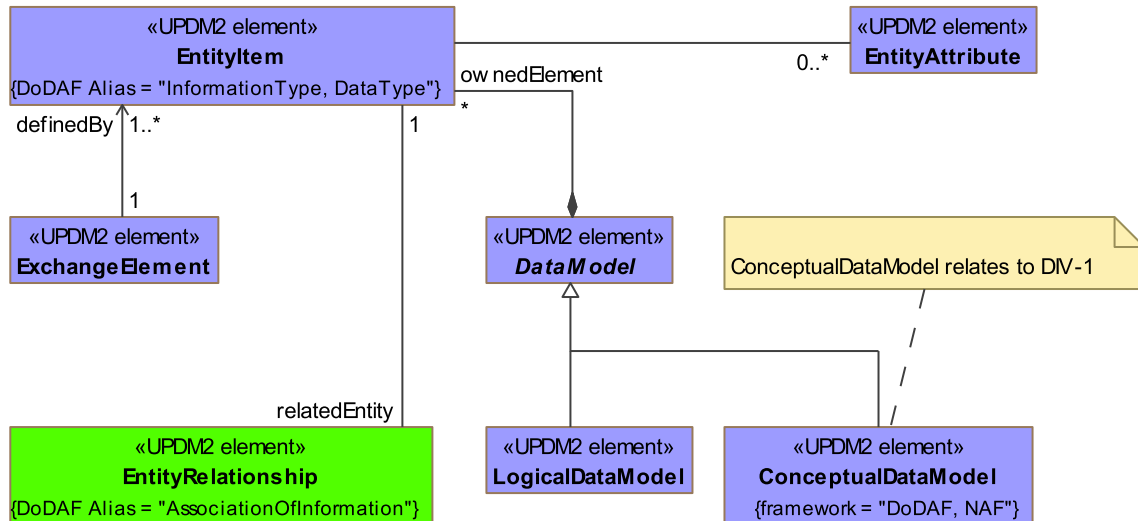 «UPDM2 element»
EntityItem
{DoDAF Alias = "InformationType, DataType"}
«UPDM2 element»
EntityAttribute
0..*
ownedElement
*
definedBy
1..*
1
1
«UPDM2 element»
ExchangeElement
«UPDM2 element»
DataModel
ConceptualDataModel relates to DIV-1
relatedEntity
«UPDM2 element»
EntityRelationship
{DoDAF Alias = "AssociationOfInformation"}
«UPDM2 element»
LogicalDataModel
«UPDM2 element»
ConceptualDataModel
{framework = "DoDAF, NAF"}